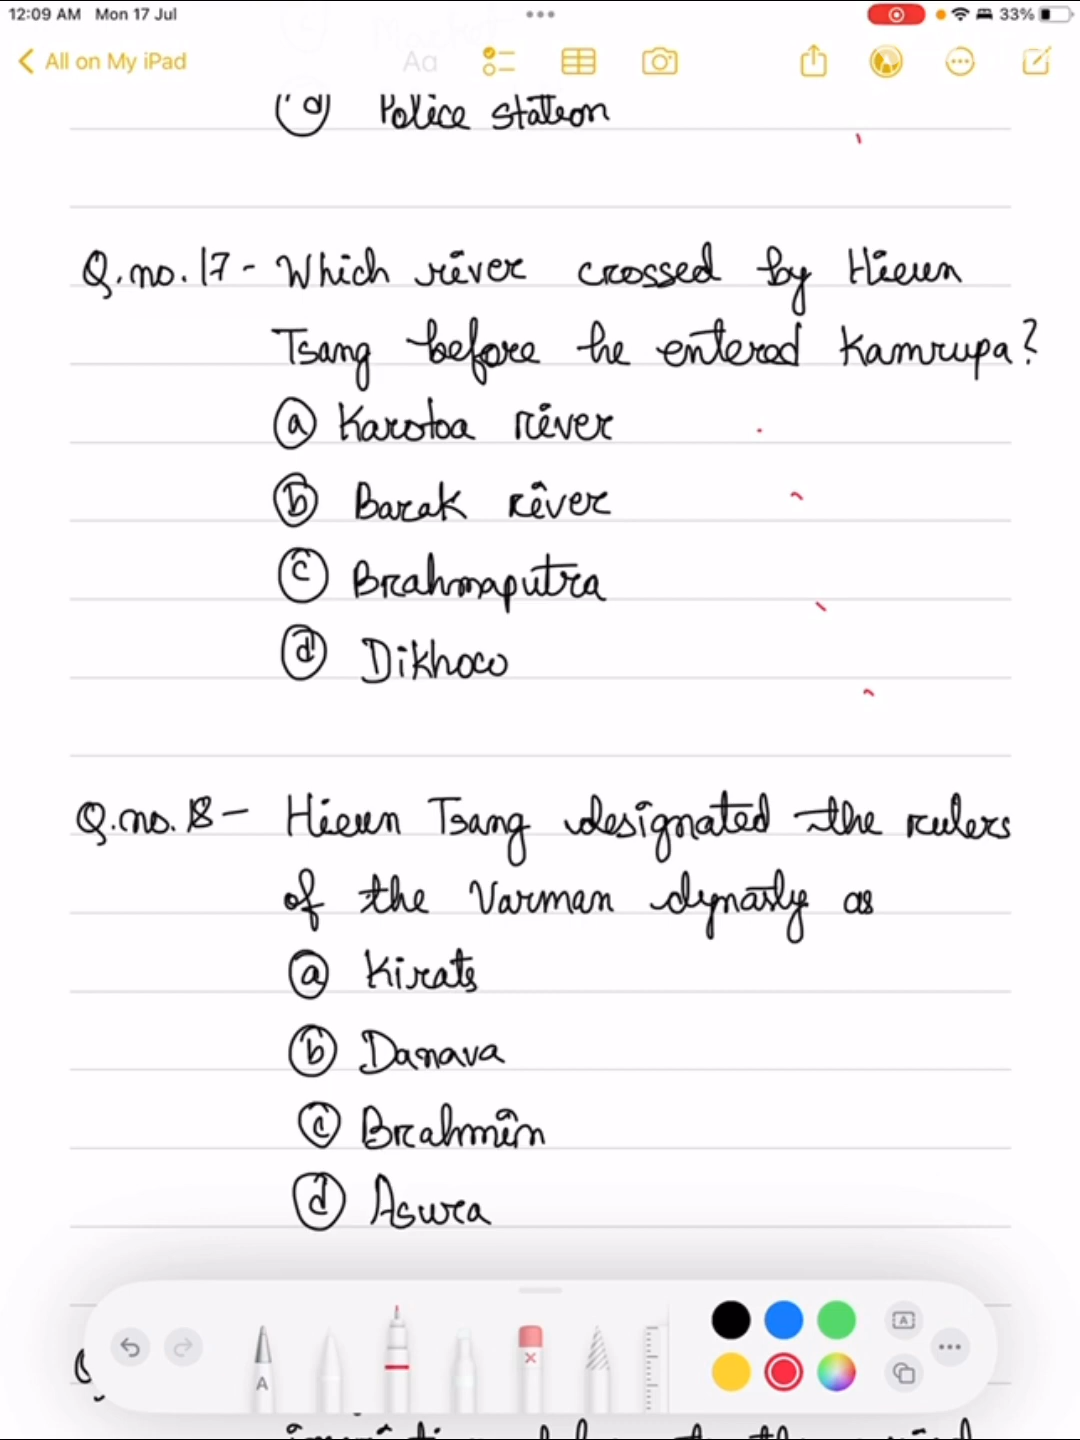 12:09 AM Mon 17 Jul
33%
All on My iPad
Aa
(d) Police station
Q.no.17- Which river crossed by Hieun
Tsang before he entered Kamrupa?
(a) Karotoa river
(b) Barak river
(c) Brahmaputra
(d) Dikhow
Q.no.18- Hieun Tsang designated the rulers
of the Varman dynasty as
(a) Kirats
(b) Danava
(c) Brahmin
(d) Asura
A
A